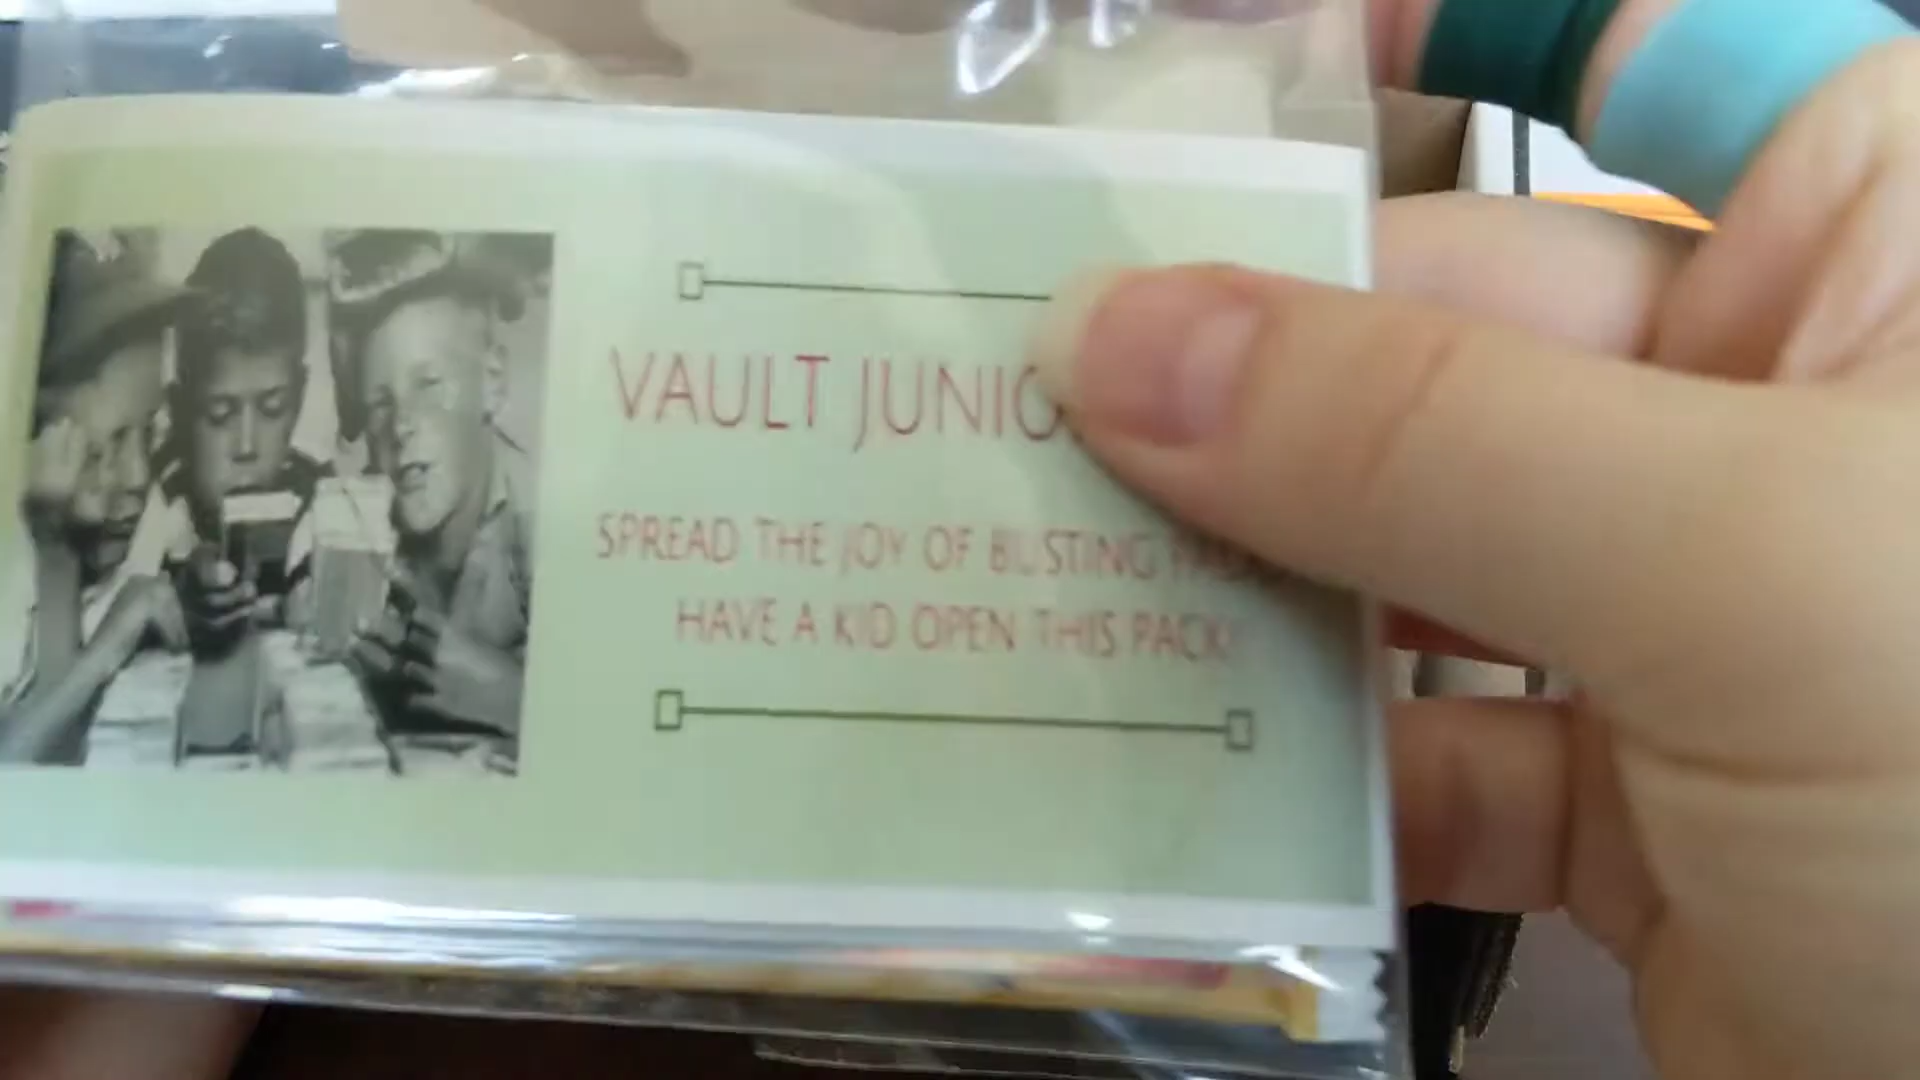 VAULT JUNIO
SPREAD THE JOY OF BUSTING
HAVE A KID OPEN THIS PACK!